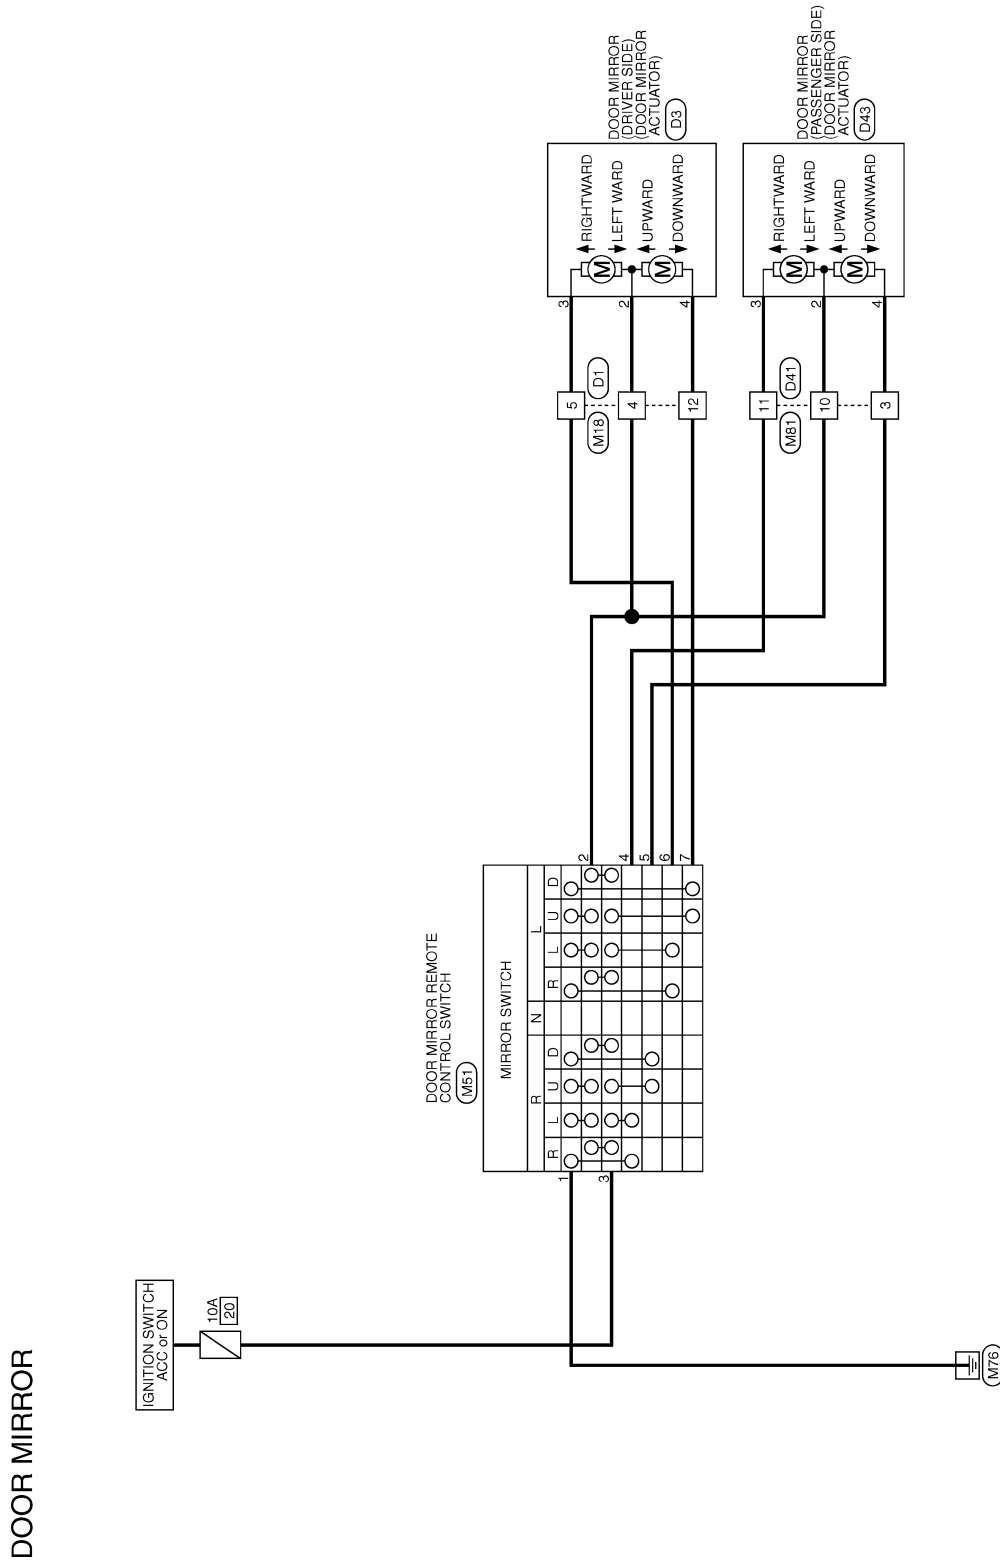 DOOR MIRROR
IGNITION SWITCH
ACC or ON
10A
20
M76
DOOR MIRROR REMOTE
CONTROL SWITCH
M51
MIRROR SWITCH
R
N
L
R
L
U
D
R
L
U
D
1
3
2
4
5
6
7
5
M18
D1
4
12
11
M81
D41
10
3
3
2
4
M
M
RIGHTWARD
LEFT WARD
UPWARD
DOWNWARD
DOOR MIRROR
(DRIVER SIDE)
(DOOR MIRROR
ACTUATOR)
D3
3
2
4
M
M
RIGHTWARD
LEFT WARD
UPWARD
DOWNWARD
DOOR MIRROR
(PASSENGER SIDE)
(DOOR MIRROR
ACTUATOR)
D43